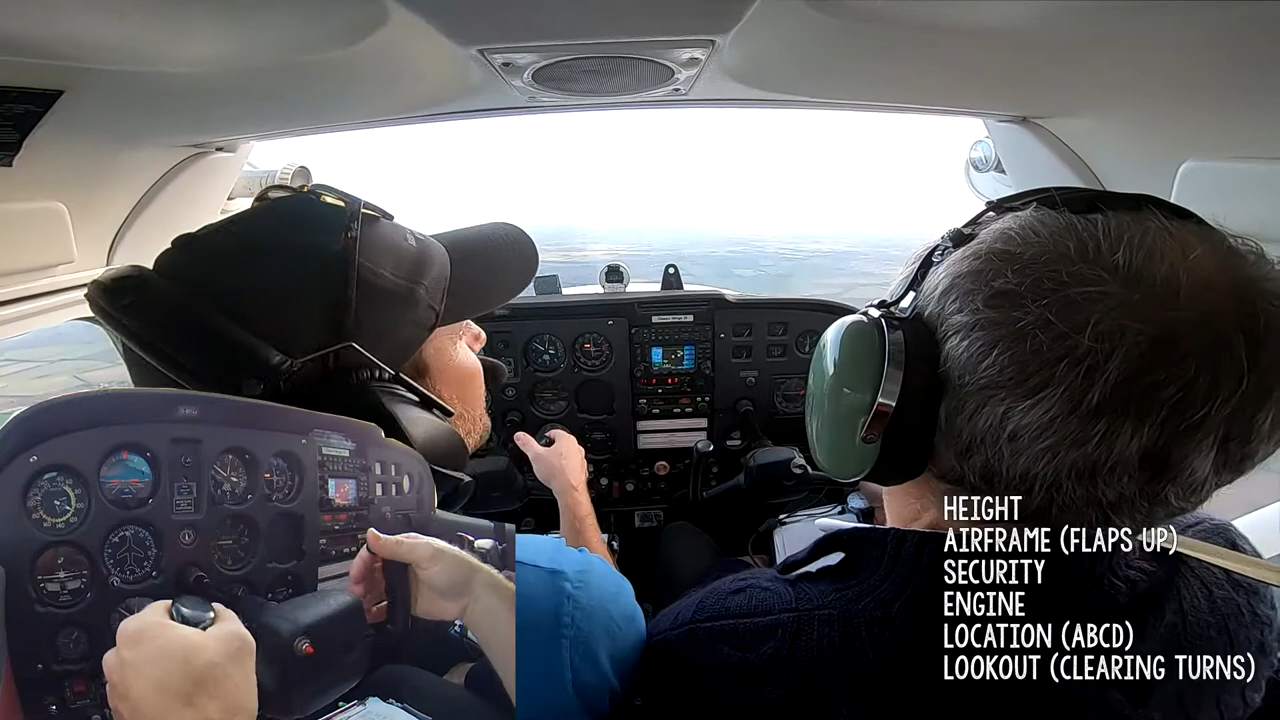 HEIGHT
AIRFRAME (FLAPS UP)
SECURITY
ENGINE
LOCATION (ABCD)
LOOKOUT (CLEARING TURNS)